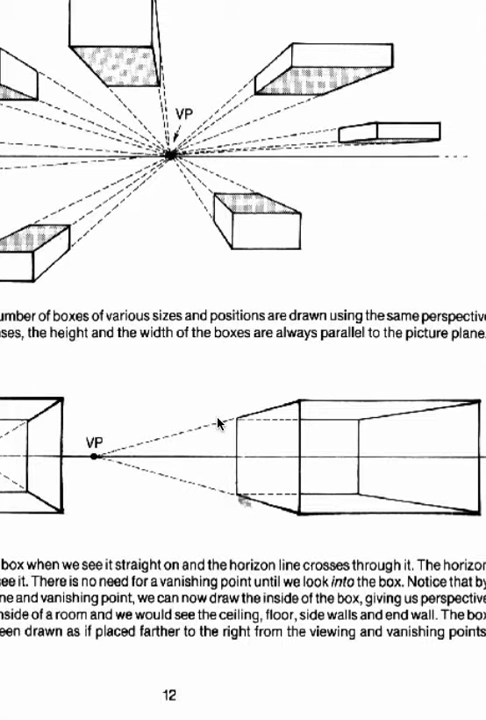 VP
umber of boxes of various sizes and positions are drawn using the same perspectiv
ses, the height and the width of the boxes are always parallel to the picture plane.
VP
box when we see it straight on and the horizon line crosses through it. The horizon
see it. There is no need for a vanishing point until we look into the box. Notice that by
ne and vanishing point, we can now draw the inside of the box, giving us perspective
nside of a room and we would see the ceiling, floor, side walls and end wall. The box
een drawn as if placed farther to the right from the viewing and vanishing points
12